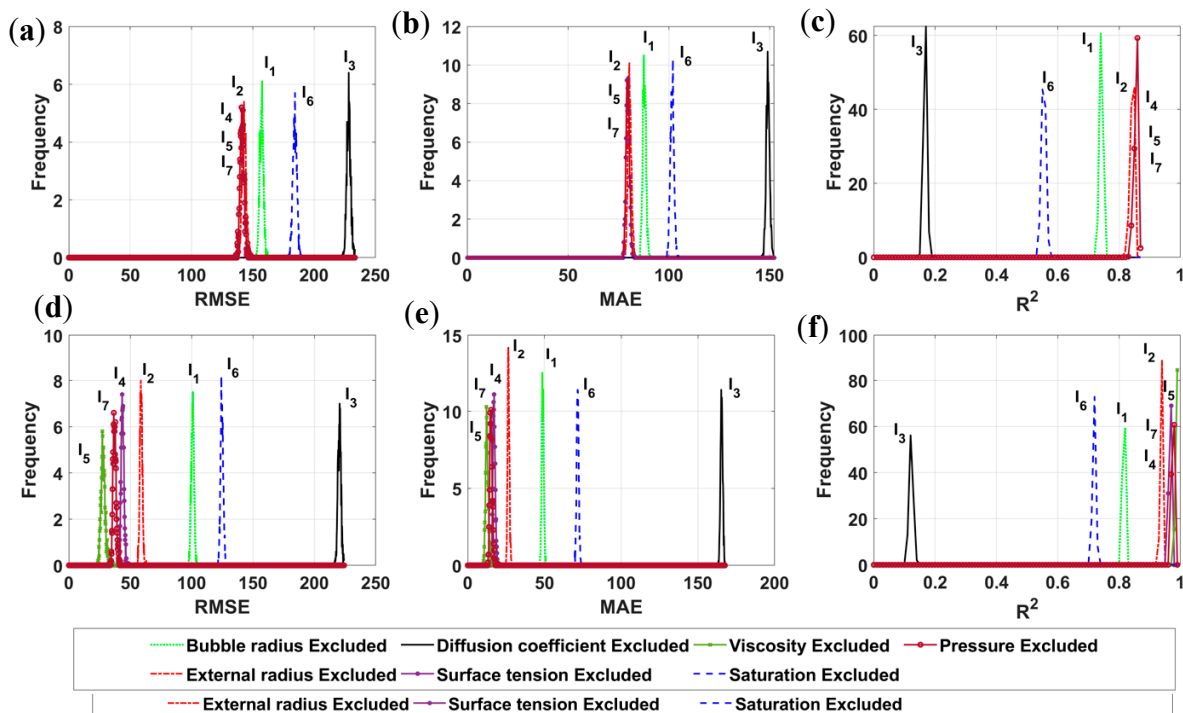 (a)
8
6
4
2
0
Frequency
0 50 100 150 200 250
RMSE
I2
I4
I5
I7
I1
I6
I3
(b)
12
10
8
6
4
2
0
Frequency
0 50 100 150
MAE
I2
I5
I7
I1
I6
I3
(c)
60
40
20
0
Frequency
0 0.2 0.4 0.6 0.8 1
R2
I3
I6
I1
I2
I4
I5
I7
(d)
10
8
6
4
2
0
Frequency
0 50 100 150 200 250
RMSE
I5
I7
I4
I2
I1
I6
I3
(e)
15
10
5
0
Frequency
0 50 100 150 200
MAE
I7
I5
I4
I2
I1
I6
I3
(f)
100
80
60
40
20
0
Frequency
0 0.2 0.4 0.6 0.8 1
R2
I3
I6
I1
I2
I5
I7
I4
Bubble radius Excluded Diffusion coefficient Excluded Viscosity Excluded Pressure Excluded
External radius Excluded Surface tension Excluded Saturation Excluded
External radius Excluded Surface tension Excluded Saturation Excluded